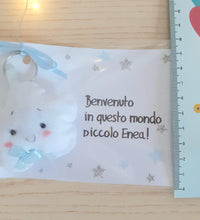 Benvenuto
in questo mondo
piccolo Enea!